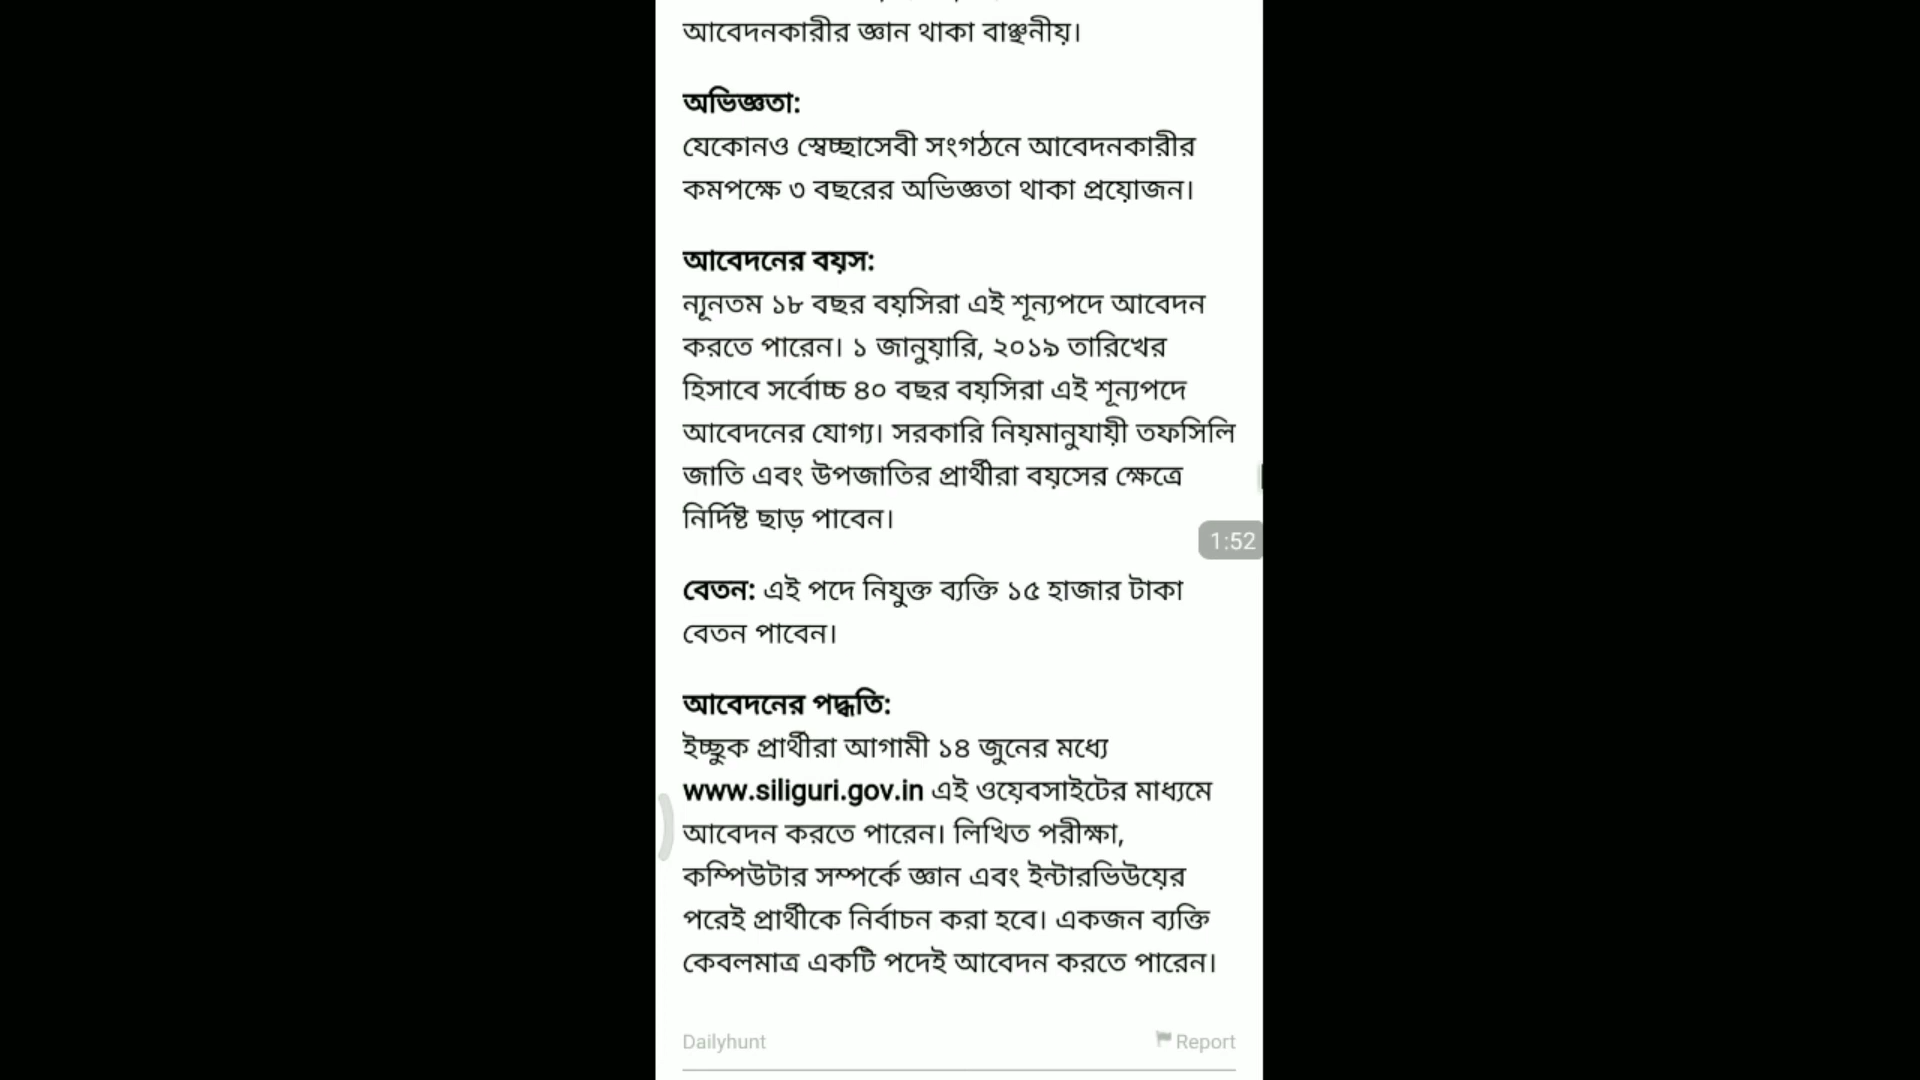 আবেদনকারীর জ্ঞান থাকা বাঞ্ছনীয়।
অভিজ্ঞতা:
যেকোনও স্বেচ্ছাসেবী সংগঠনে আবেদনকারীর
কমপক্ষে ৩ বছরের অভিজ্ঞতা থাকা প্রয়োজন।
আবেদনের বয়স:
ন্যূনতম ১৮ বছর বয়সিরা এই শূন্যপদে আবেদন
করতে পারেন। ১ জানুয়ারি, ২০১৯ তারিখের
হিসাবে সর্বোচ্চ ৪০ বছর বয়সিরা এই শূন্যপদে
আবেদনের যোগ্য। সরকারি নিয়মানুযায়ী তফসিলি
জাতি এবং উপজাতির প্রার্থীরা বয়সের ক্ষেত্রে
নির্দিষ্ট ছাড় পাবেন।
1:52
বেতন: এই পদে নিযুক্ত ব্যক্তি ১৫ হাজার টাকা
বেতন পাবেন।
আবেদনের পদ্ধতি:
ইচ্ছুক প্রার্থীরা আগামী ১৪ জুনের মধ্যে
www.siliguri.gov.in এই ওয়েবসাইটের মাধ্যমে
আবেদন করতে পারেন। লিখিত পরীক্ষা,
কম্পিউটার সম্পর্কে জ্ঞান এবং ইন্টারভিউয়ের
পরেই প্রার্থীকে নির্বাচন করা হবে। একজন ব্যক্তি
কেবলমাত্র একটি পদেই আবেদন করতে পারেন।
Dailyhunt
Report